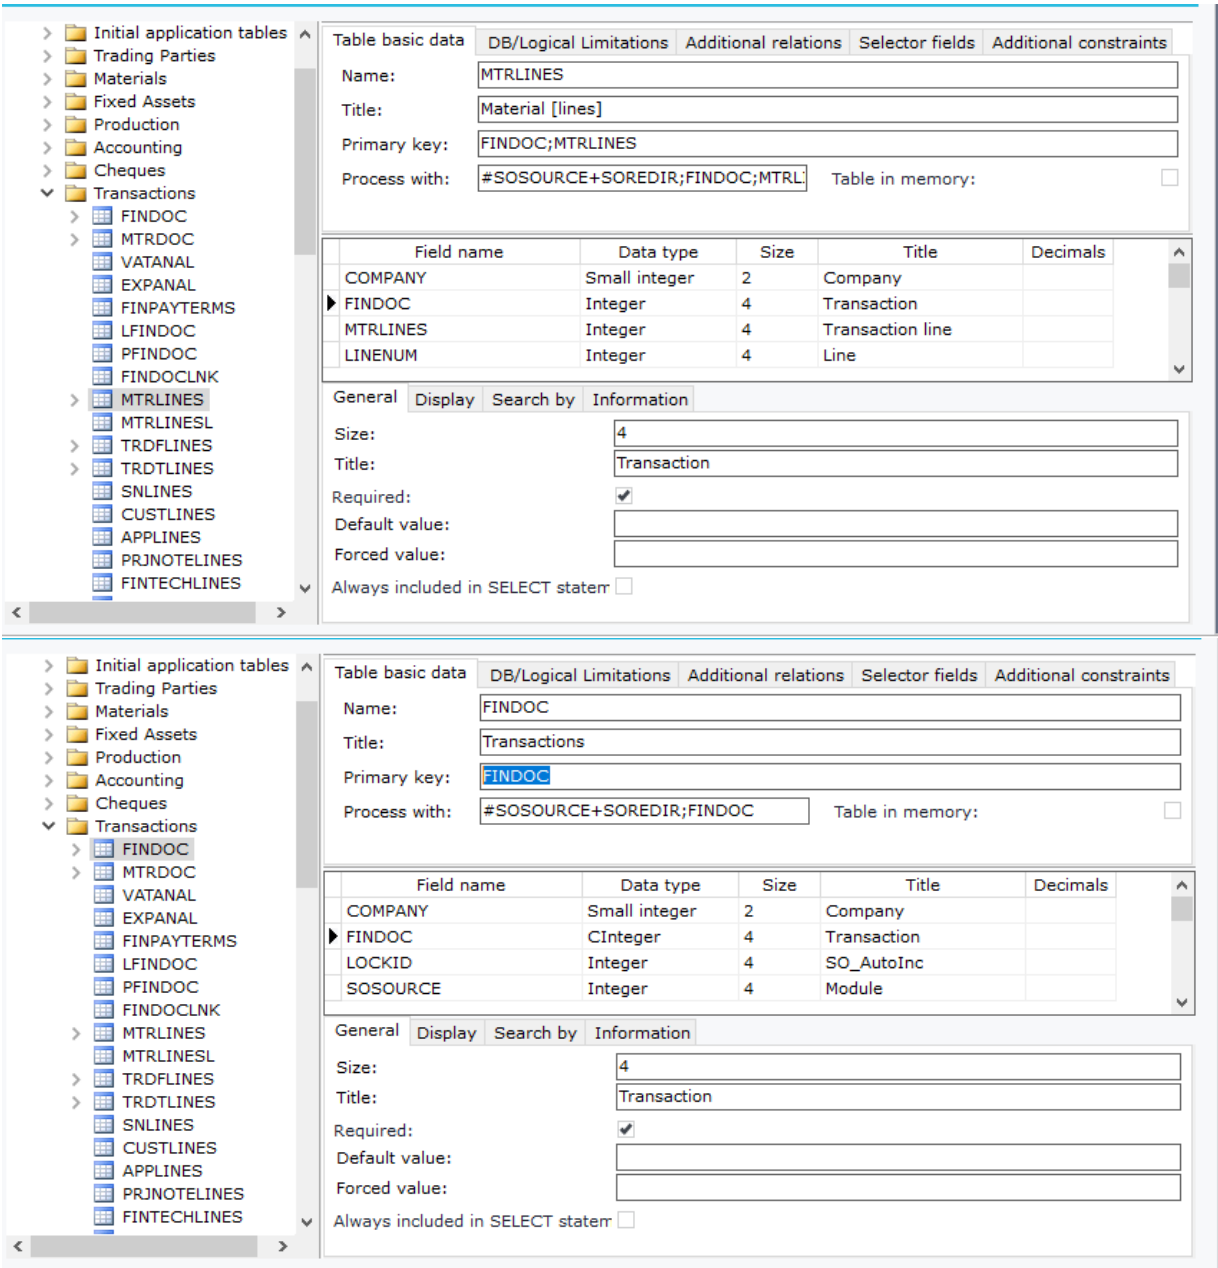 Initial application tables
Trading Parties
Materials
Fixed Assets
Production
Accounting
Cheques
Transactions
FINDOC
MTRDOC
VATANAL
EXPANAL
FINPAYTERMS
LFINDOC
PFINDOC
FINDOCLNK
MTRLINES
MTRLINESL
TRDFLINES
TRDTLINES
SNLINES
CUSTLINES
APPLINES
PRJNOTELINES
FINTECHLINES
Table basic data DB/Logical Limitations Additional relations Selector fields Additional constraints
Name: MTRLINES
Title: Material [lines]
Primary key: FINDOC;MTRLINES
Process with: #SOSOURCE+SOREDIR;FINDOC;MTRL Table in memory:
Field name Data type Size Title Decimals
COMPANY Small integer 2 Company
FINDOC Integer 4 Transaction
MTRLINES Integer 4 Transaction line
LINENUM Integer 4 Line
General Display Search by Information
Size: 4
Title: Transaction
Required:
Default value:
Forced value:
Always included in SELECT statem
Initial application tables
Trading Parties
Materials
Fixed Assets
Production
Accounting
Cheques
Transactions
FINDOC
MTRDOC
VATANAL
EXPANAL
FINPAYTERMS
LFINDOC
PFINDOC
FINDOCLNK
MTRLINES
MTRLINESL
TRDFLINES
TRDTLINES
SNLINES
CUSTLINES
APPLINES
PRJNOTELINES
FINTECHLINES
Table basic data DB/Logical Limitations Additional relations Selector fields Additional constraints
Name: FINDOC
Title: Transactions
Primary key: FINDOC
Process with: #SOSOURCE+SOREDIR;FINDOC Table in memory:
Field name Data type Size Title Decimals
COMPANY Small integer 2 Company
FINDOC CInteger 4 Transaction
LOCKID Integer 4 SO_AutoInc
SOSOURCE Integer 4 Module
General Display Search by Information
Size: 4
Title: Transaction
Required:
Default value:
Forced value:
Always included in SELECT statem